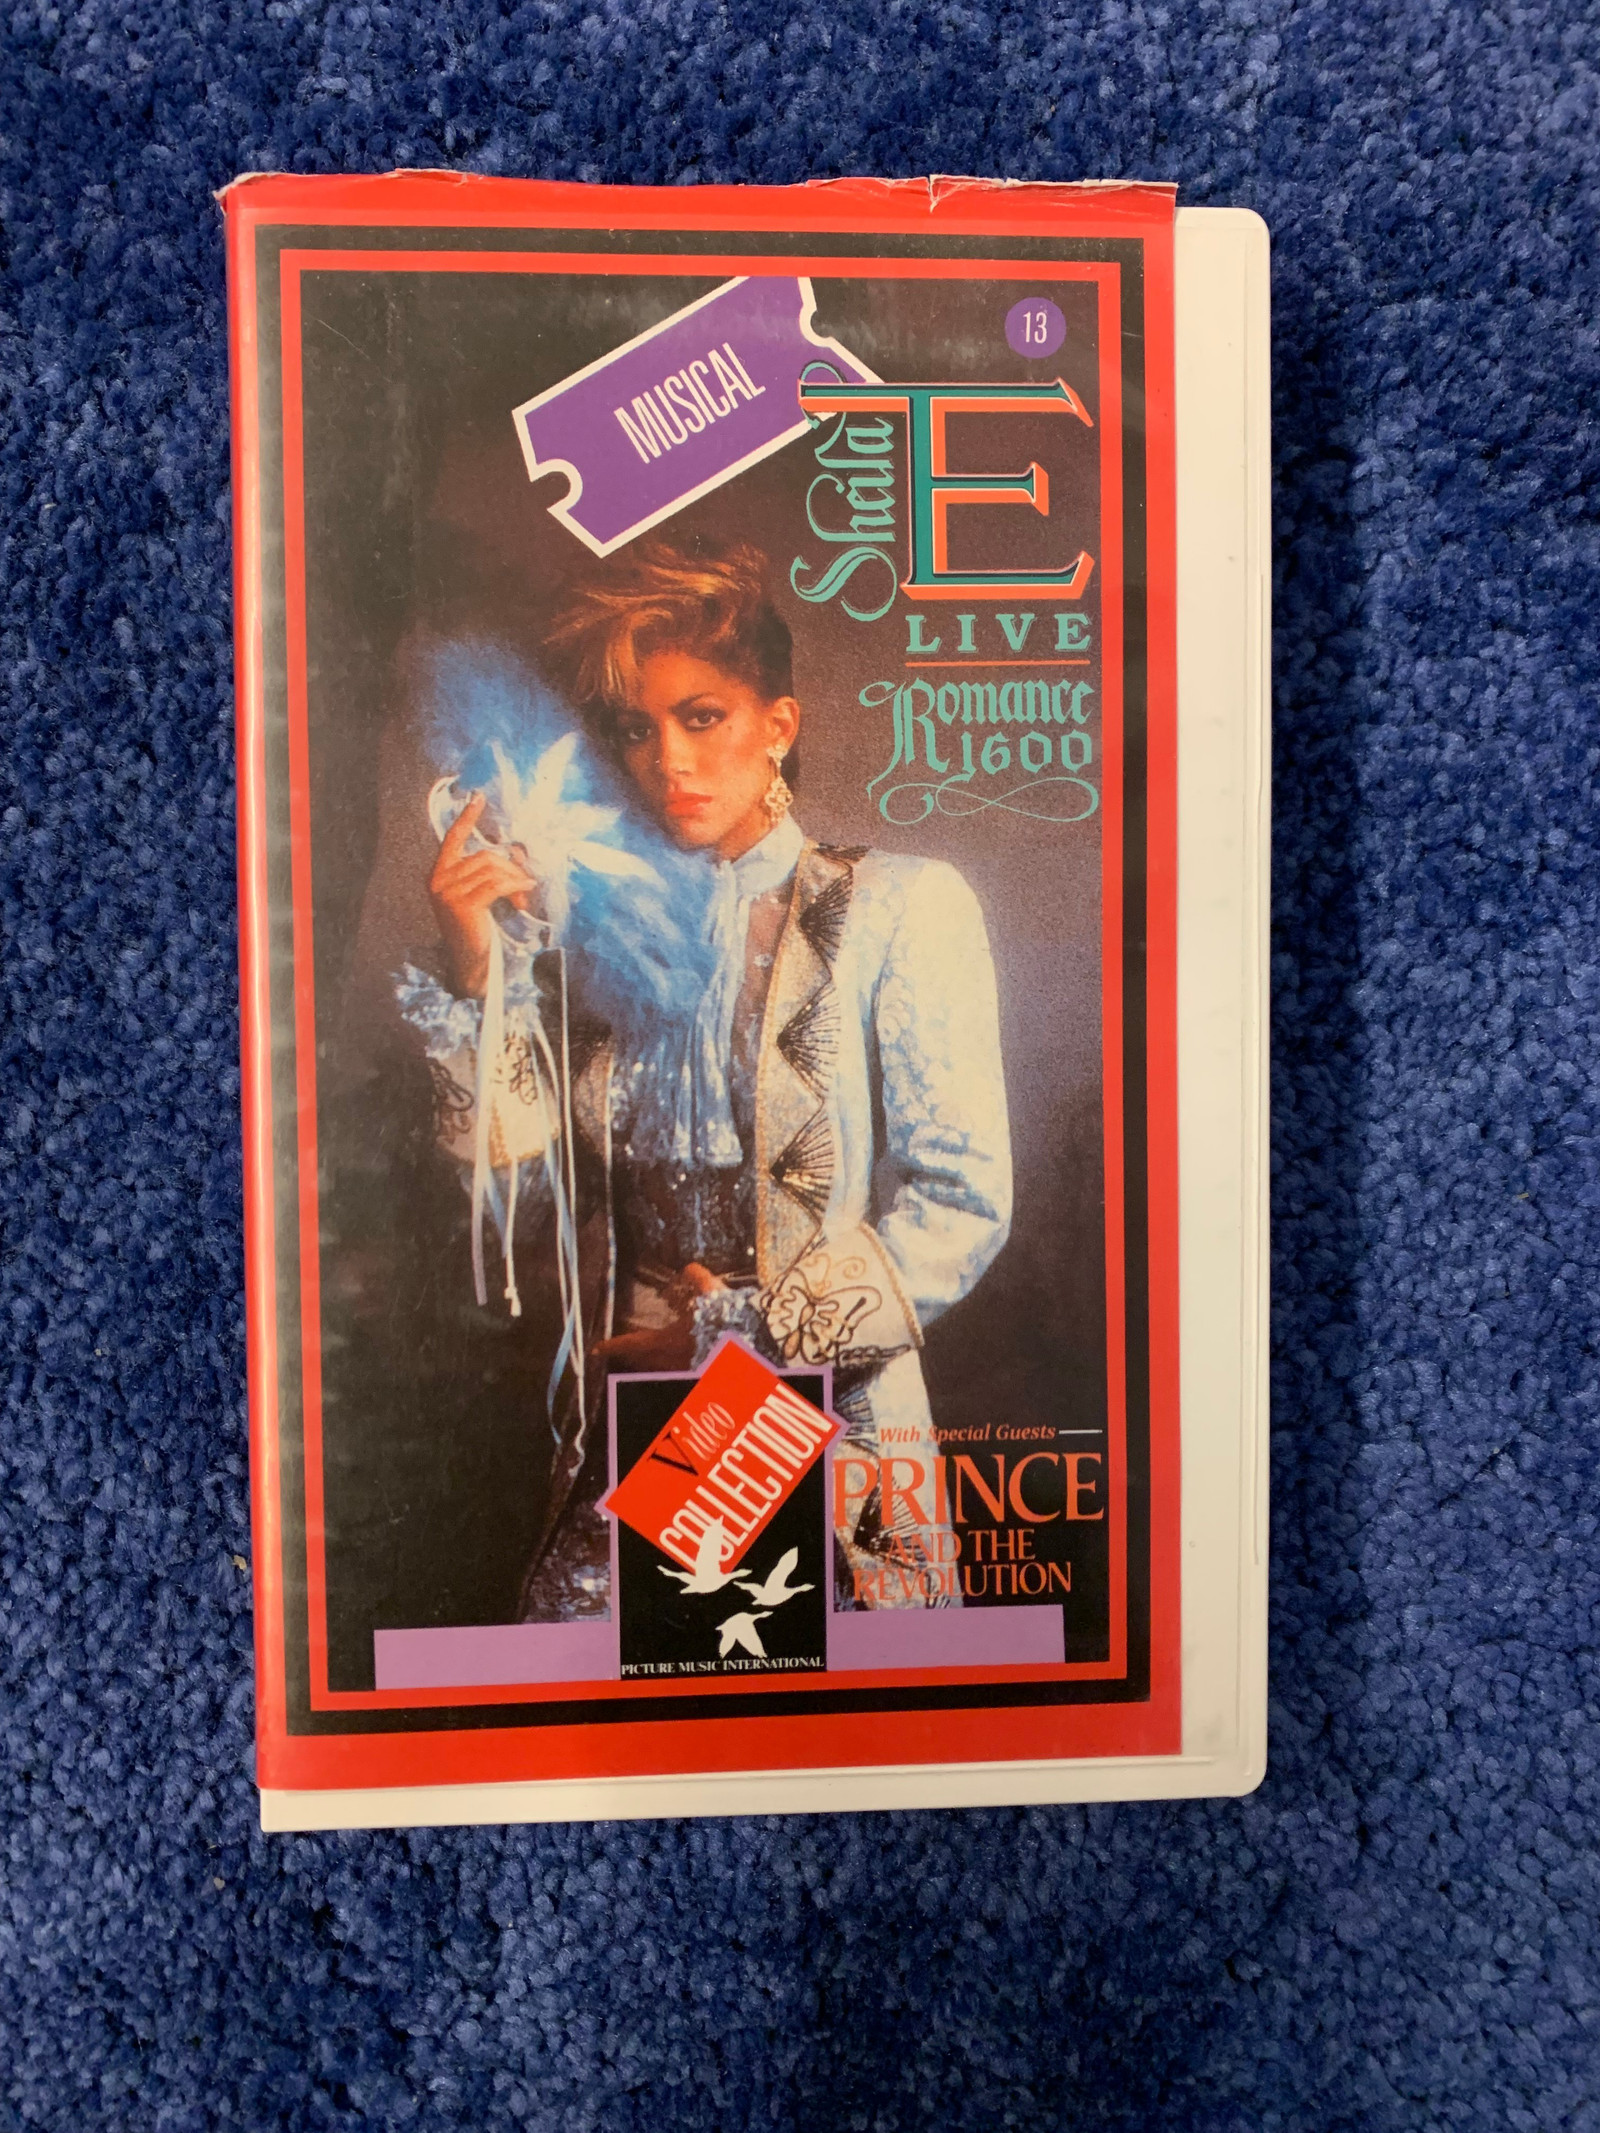 MUSICAL
13
Sheila E
LIVE
Romance
1600
Video
COLLECTION
With Special Guests
PRINCE
AND THE
REVOLUTION
PICTURE MUSIC INTERNATIONAL